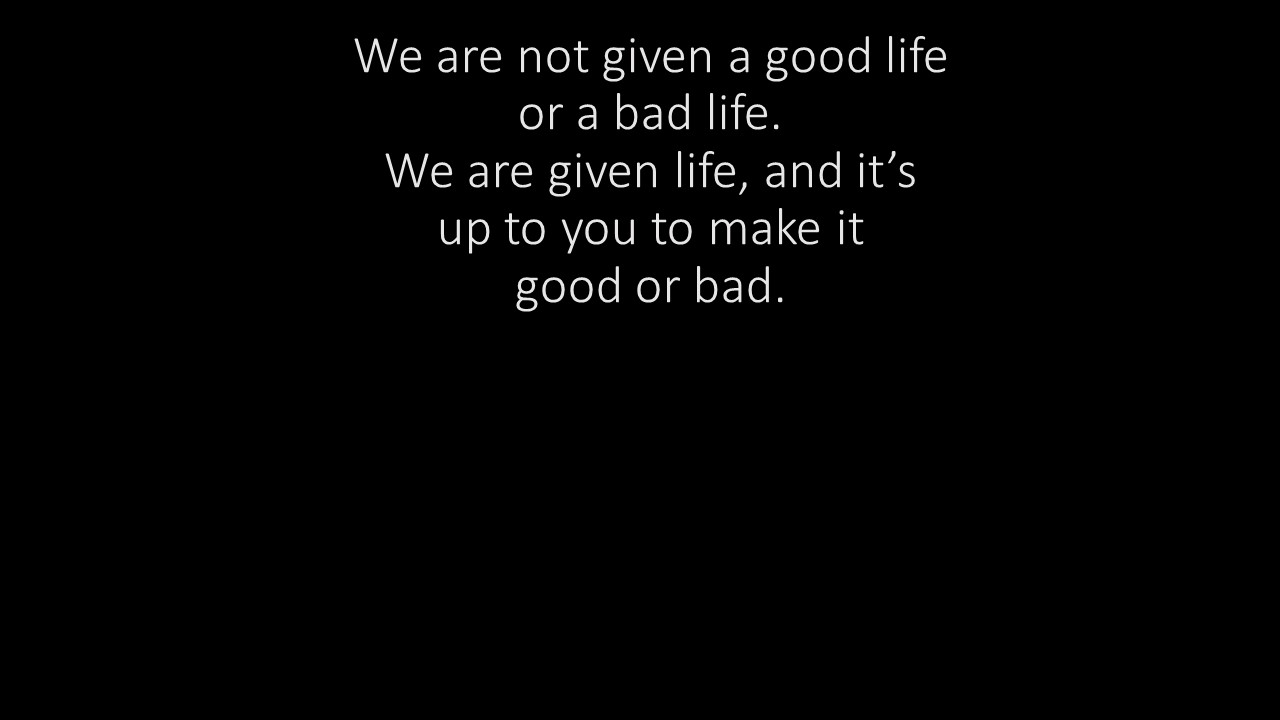 We are not given a good life
or a bad life.
We are given life, and it’s
up to you to make it
good or bad.